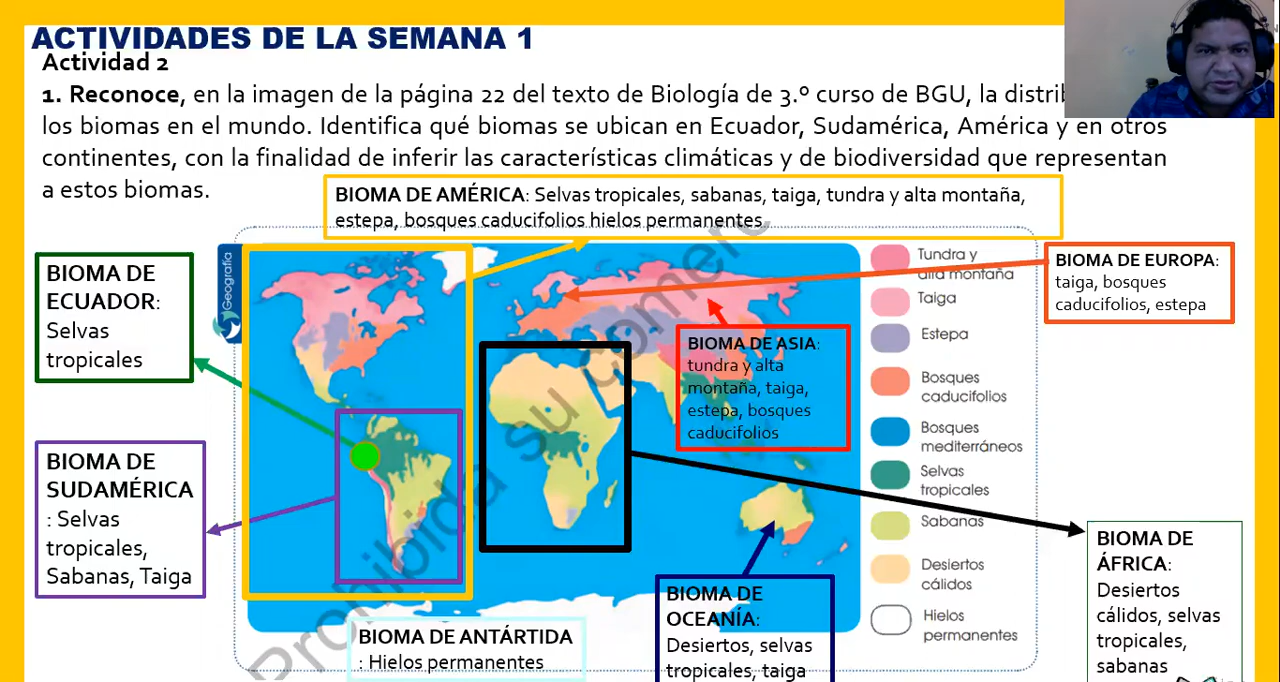 ACTIVIDADES DE LA SEMANA 1
Actividad 2
1. Reconoce, en la imagen de la página 22 del texto de Biología de 3.º curso de BGU, la
los biomas en el mundo. Identifica qué biomas se ubican en Ecuador, Sudamérica, América y en otros
continentes, con la finalidad de inferir las características climáticas y de biodiversidad que representan
a estos biomas.
BIOMA DE AMÉRICA: Selvas tropicales, sabanas, taiga, tundra y alta montaña,
estepa, bosques caducifolios hielos permanentes
BIOMA DE
ECUADOR:
Selvas
tropicales
BIOMA DE
SUDAMÉRICA
: Selvas
tropicales,
Sabanas, Taiga
Geografía
Prohibida su
BIOMA DE ASIA:
tundra y alta
montaña, taiga,
estepa, bosques
caducifolios
Tundra y
alta montaña
Taiga
Estepa
Bosques
caducifolios
Bosques
mediterráneos
Selvas
tropicales
Sabanas
Desiertos
cálidos
Hielos
permanentes
BIOMA DE EUROPA:
taiga, bosques
caducifolios, estepa
BIOMA DE ANTÁRTIDA
: Hielos permanentes
BIOMA DE
OCEANÍA:
Desiertos, selvas
tropicales, taiga
BIOMA DE
ÁFRICA:
Desiertos
cálidos, selvas
tropicales,
sabanas